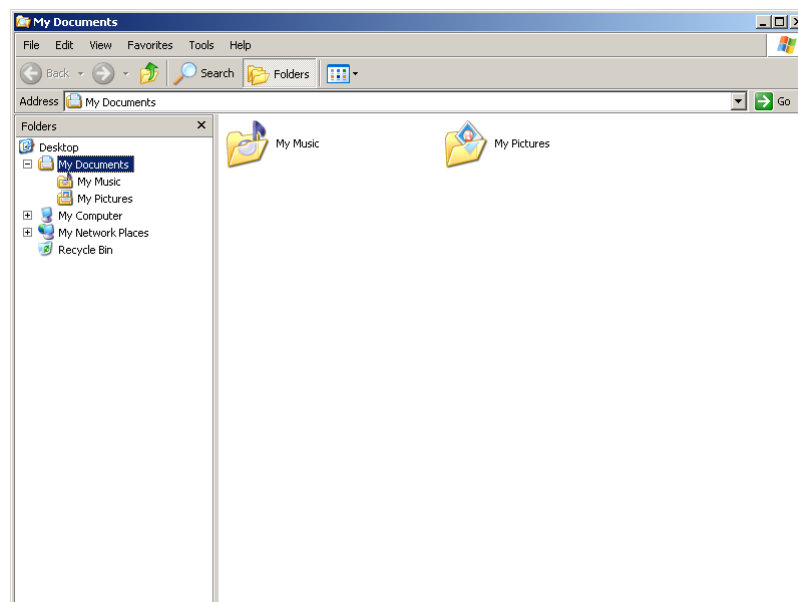 My Documents
File Edit View Favorites Tools Help
Back Search Folders
Address My Documents Go
Folders
Desktop
My Documents
My Music
My Pictures
My Computer
My Network Places
Recycle Bin
My Music My Pictures